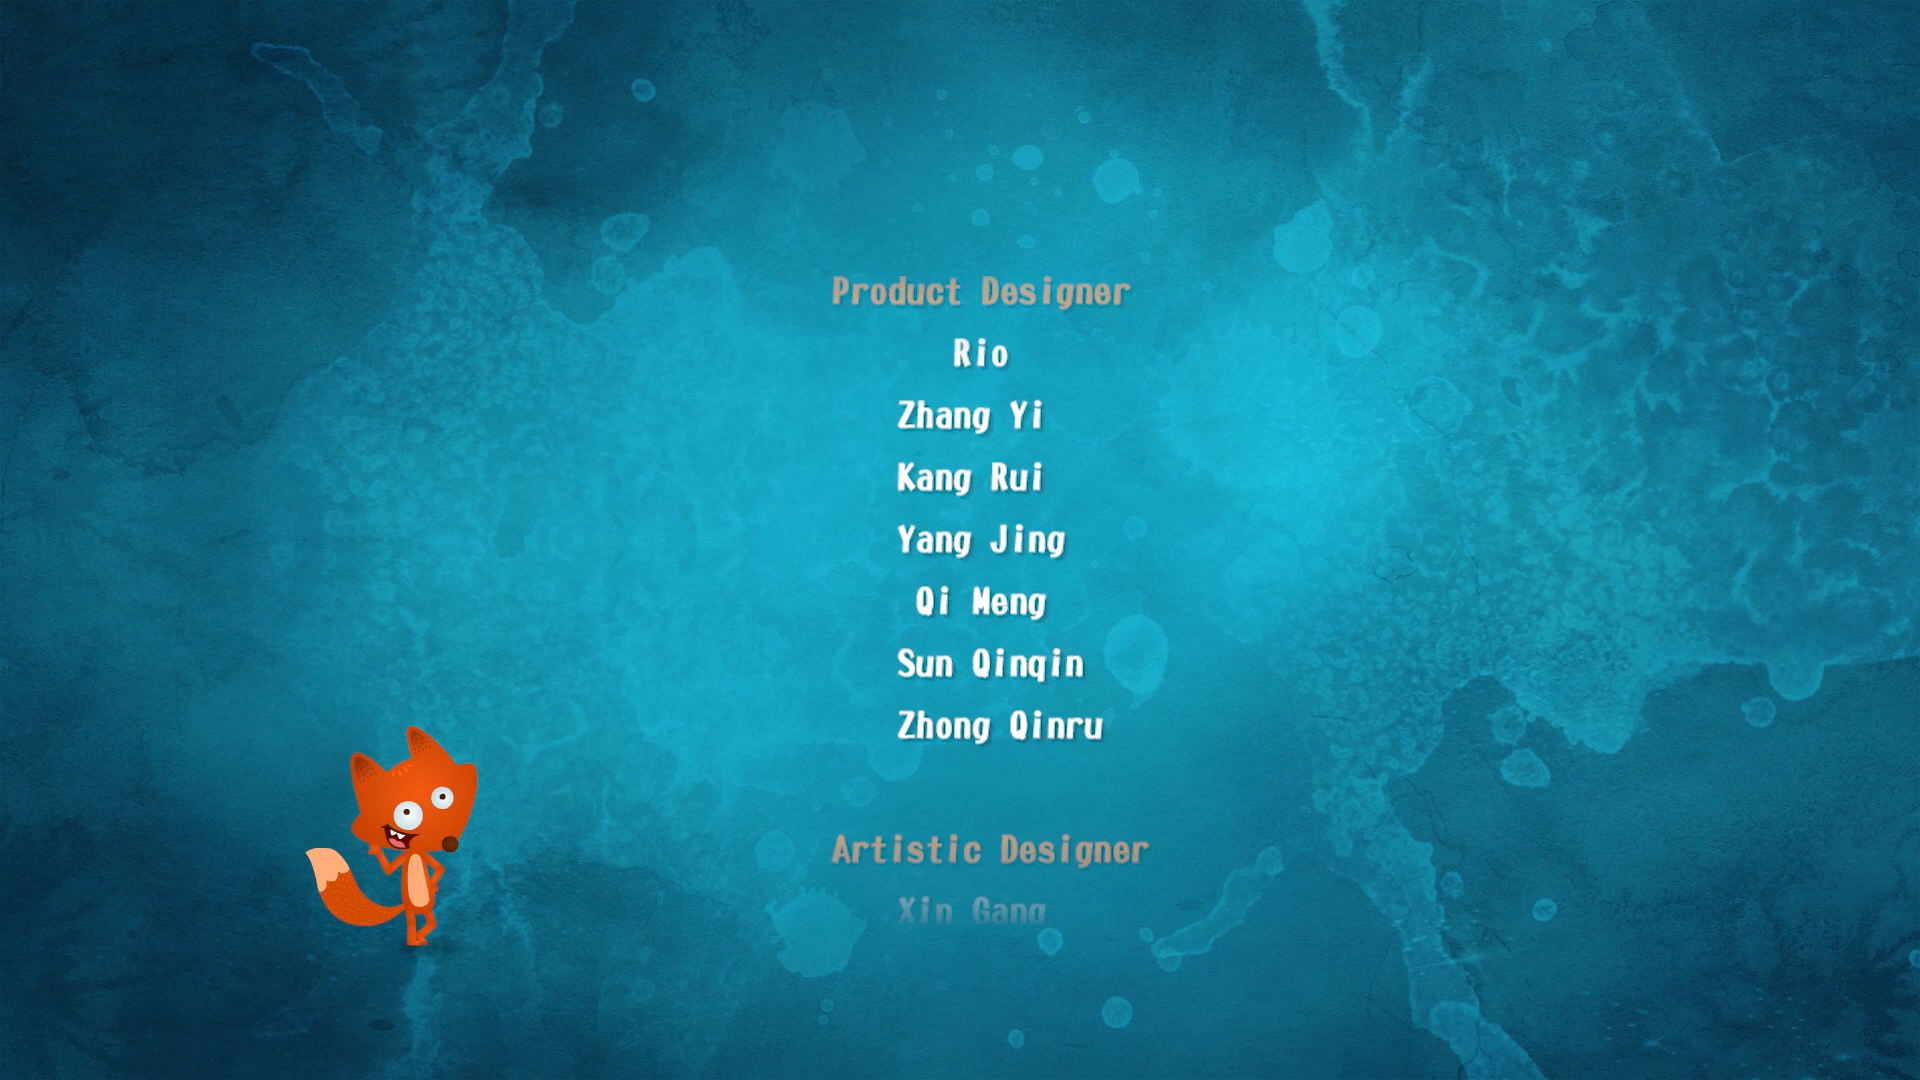 Product Designer
Rio
Zhang Yi
Kang Rui
Yang Jing
Qi Meng
Sun Qinqin
Zhong Qinru
Artistic Designer
Xin Gang